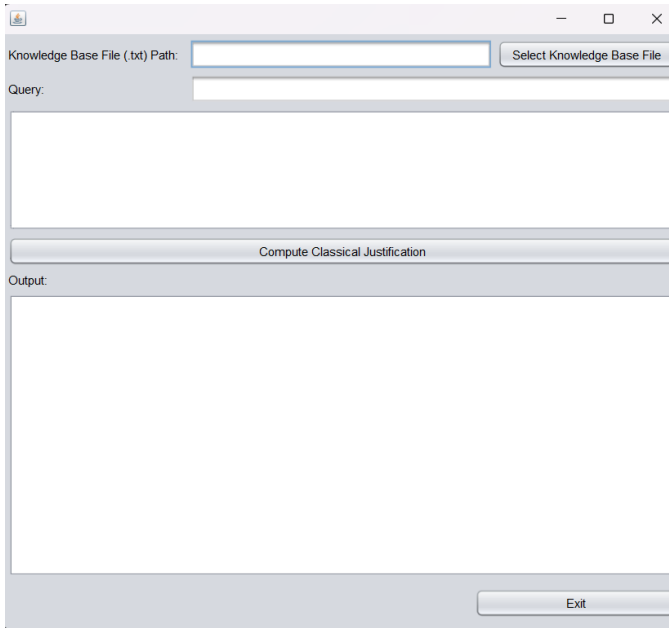 Knowledge Base File (.txt) Path: Select Knowledge Base File
Query:
Compute Classical Justification
Output:
Exit